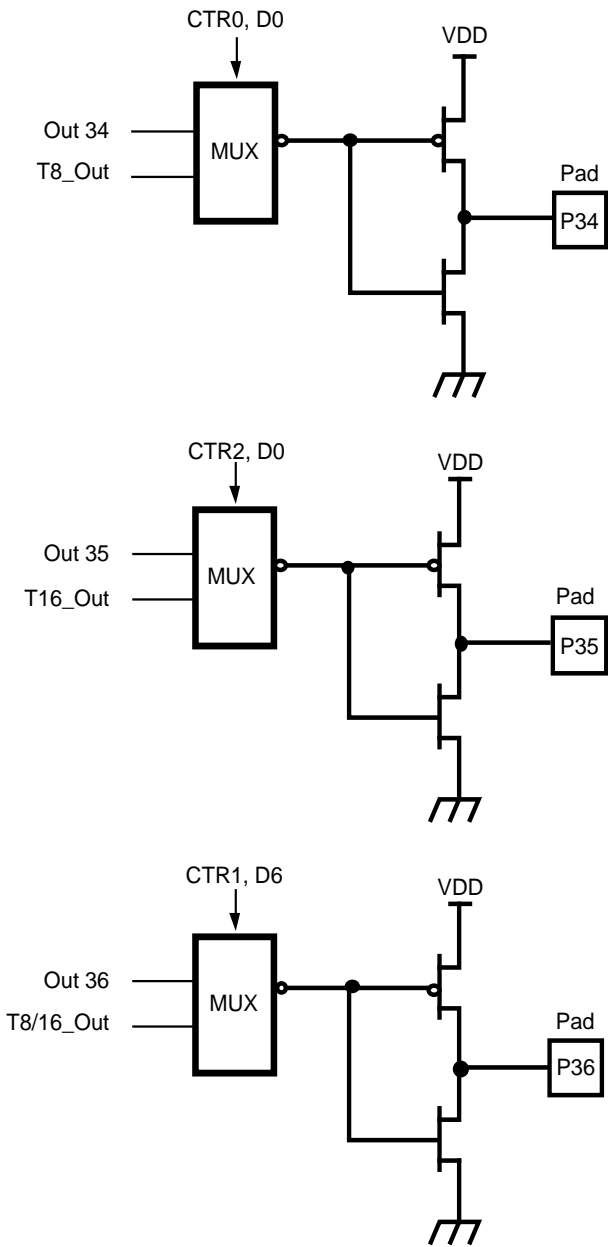 CTR0, D0
VDD
Out 34
MUX
T8_Out
Pad
P34
CTR2, D0
VDD
Out 35
MUX
T16_Out
Pad
P35
CTR1, D6
VDD
Out 36
MUX
T8/16_Out
Pad
P36